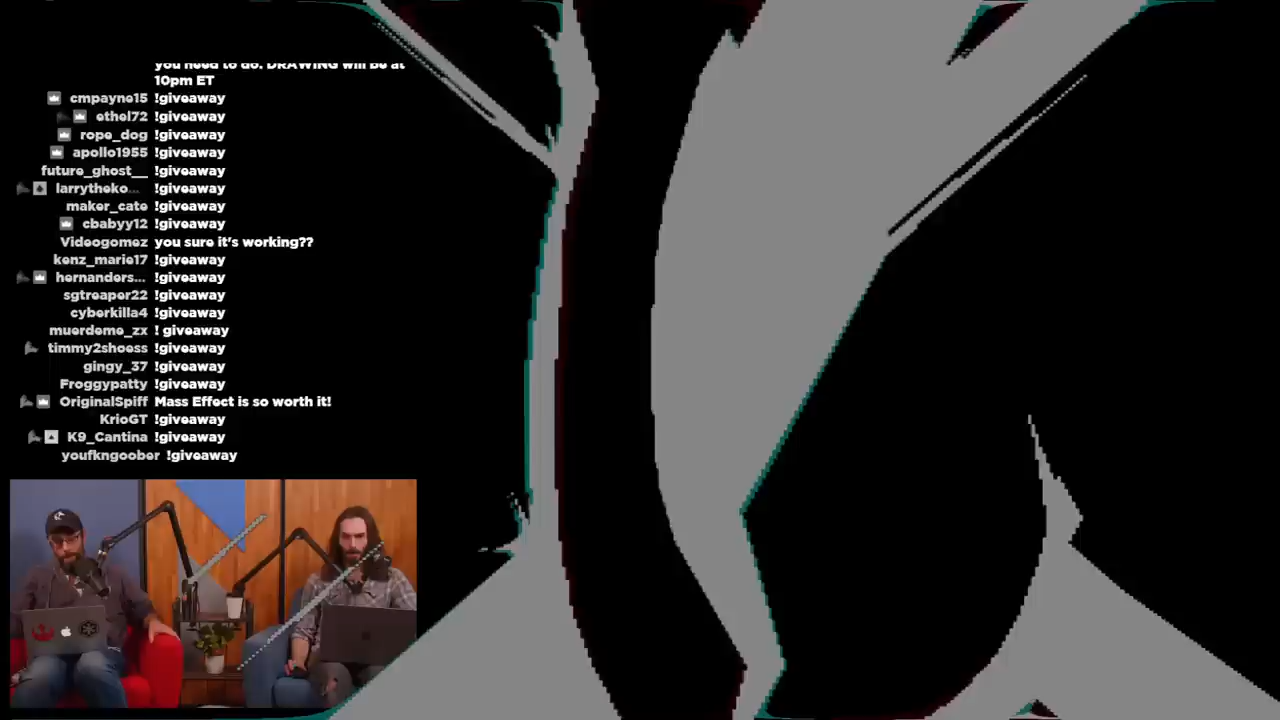 you need to do. DRAWING will be at
10pm ET
cmpayne15 !giveaway
ethel72 !giveaway
rope_dog !giveaway
apollo1955 !giveaway
future_ghost__ !giveaway
larrytheko... !giveaway
maker_cate !giveaway
cbabyy12 !giveaway
Videogomez you sure it's working??
kenz_marie17 !giveaway
hernanders... !giveaway
sgtreaper22 !giveaway
cyberkilla4 !giveaway
muerdeme_zx ! giveaway
timmy2shoess !giveaway
gingy_37 !giveaway
Froggypatty !giveaway
OriginalSpiff Mass Effect is so worth it!
KrioGT !giveaway
K9_Cantina !giveaway
youfkngoober !giveaway